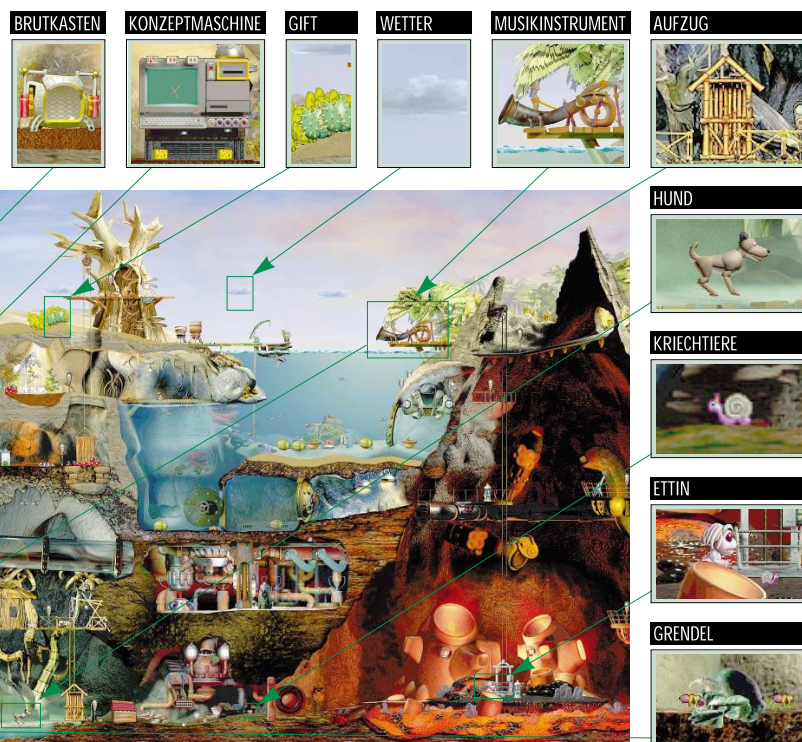 BRUTKASTEN
KONZEPTMASCHINE
GIFT
WETTER
MUSIKINSTRUMENT
AUFZUG
HUND
KRIECHTIERE
ETTIN
GRENDEL